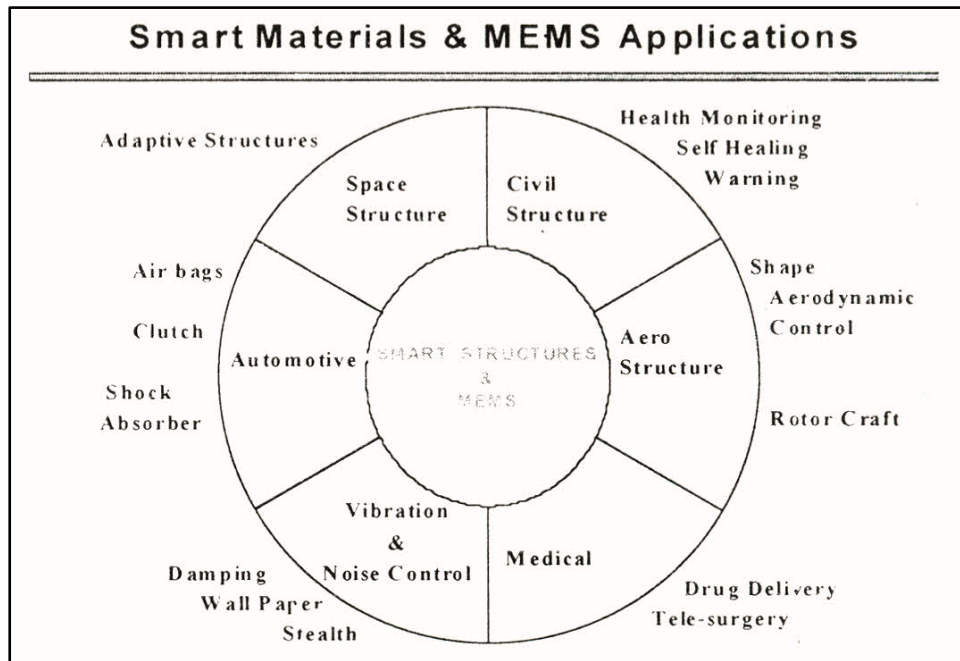 Smart Materials & MEMS Applications
Adaptive Structures
Health Monitoring
Self Healing
Warning
Space
Structure
Civil
Structure
Air bags
Clutch
Shock
Absorber
Automotive
SMART STRUCTURES
&
MEMS
Aero
Structure
Shape
Aerodynamic
Control
Rotor Craft
Vibration
&
Noise Control
Medical
Damping
Wall Paper
Stealth
Drug Delivery
Tele-surgery